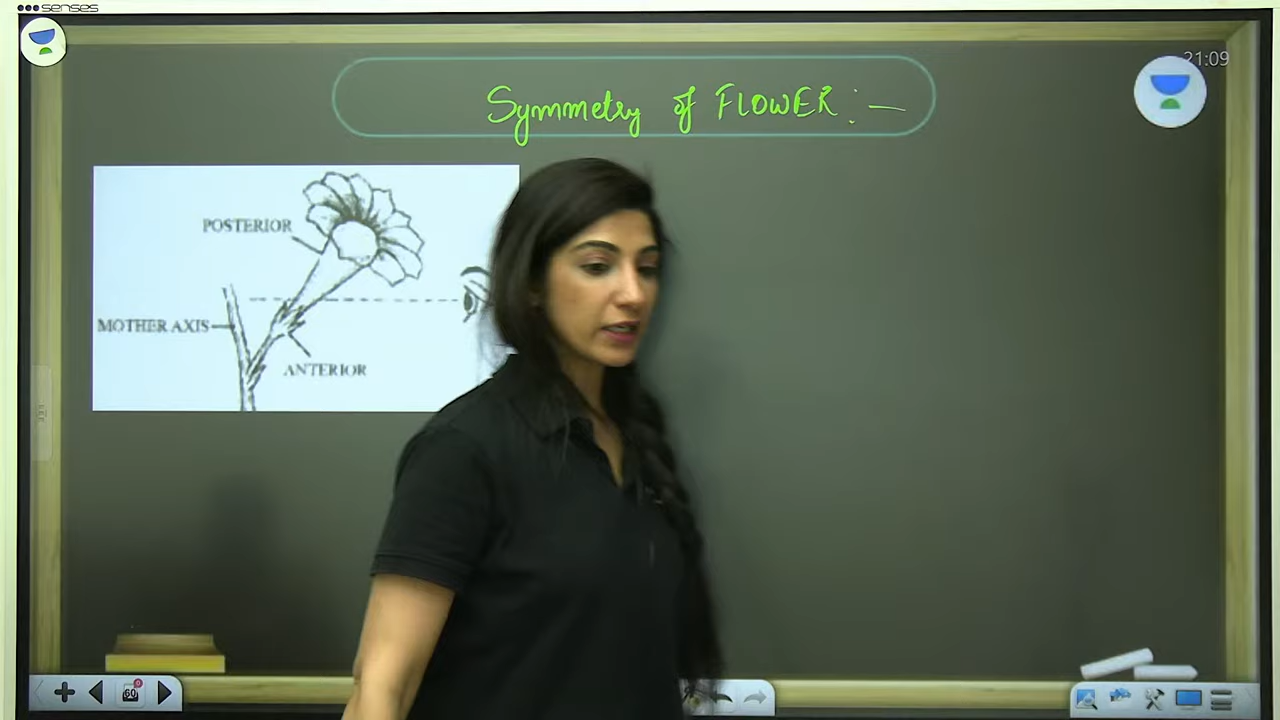 senses
21:09
Symmetry of FLOWER : —
POSTERIOR
MOTHER AXIS
ANTERIOR
60